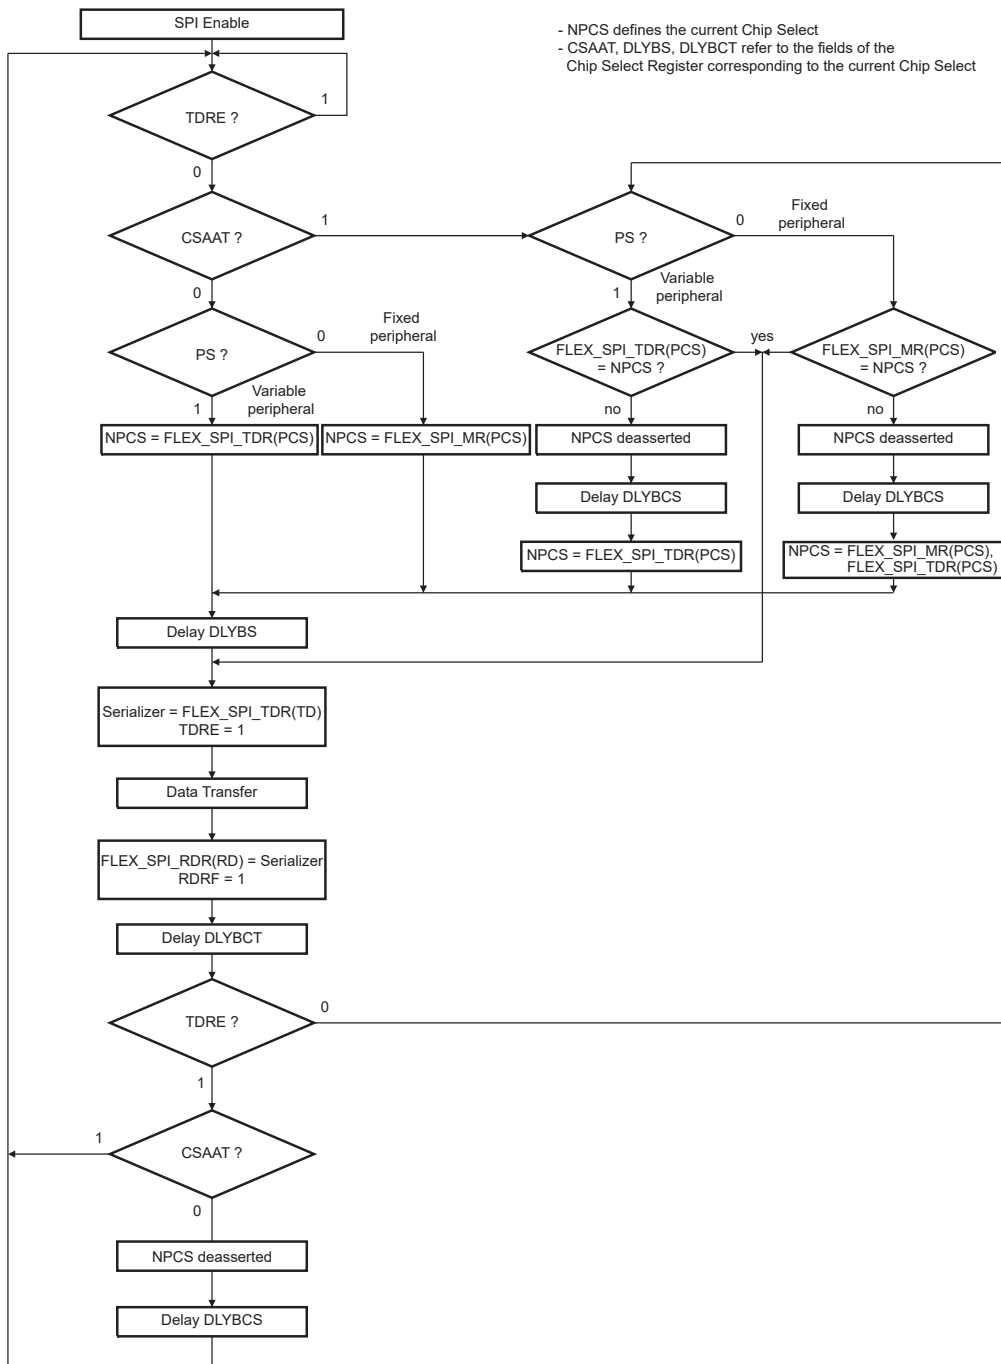 SPI Enable
- NPCS defines the current Chip Select
- CSAAT, DLYBS, DLYBCT refer to the fields of the
Chip Select Register corresponding to the current Chip Select
1
TDRE ?
0
CSAAT ?
1
PS ?
0
Fixed
peripheral
0
1
Variable
peripheral
PS ?
0
Fixed
peripheral
1
Variable
peripheral
FLEX_SPI_TDR(PCS)
= NPCS ?
yes
FLEX_SPI_MR(PCS)
= NPCS ?
no
no
NPCS = FLEX_SPI_TDR(PCS)
NPCS = FLEX_SPI_MR(PCS)
NPCS deasserted
NPCS deasserted
Delay DLYBCS
Delay DLYBCS
NPCS = FLEX_SPI_TDR(PCS)
NPCS = FLEX_SPI_MR(PCS),
FLEX_SPI_TDR(PCS)
Delay DLYBS
Serializer = FLEX_SPI_TDR(TD)
TDRE = 1
Data Transfer
FLEX_SPI_RDR(RD) = Serializer
RDRF = 1
Delay DLYBCT
TDRE ?
0
1
CSAAT ?
1
0
NPCS deasserted
Delay DLYBCS